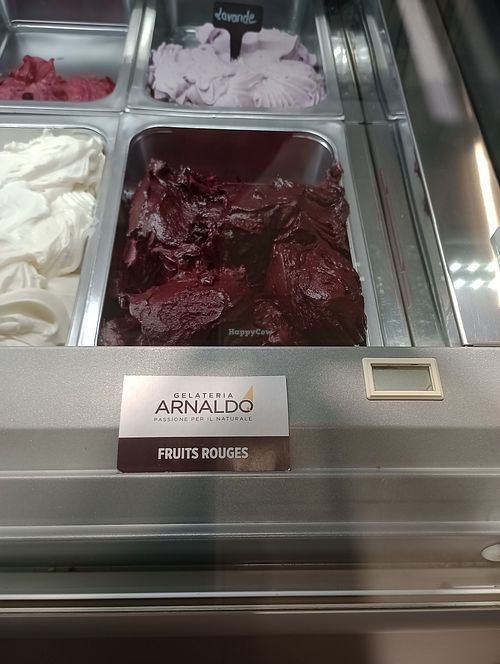 Lavande
HappyCow
GELATERIA
ARNALDO
PASSIONE PER IL NATURALE
FRUITS ROUGES